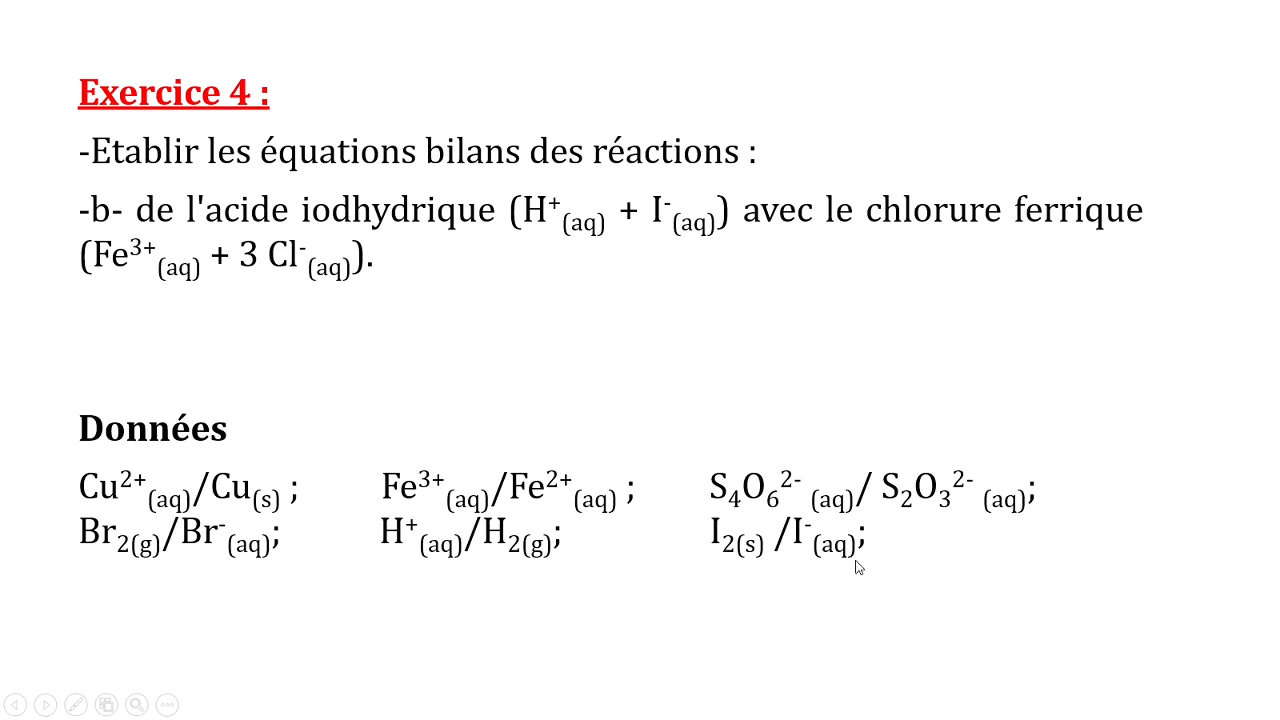 Exercice 4 :
-Etablir les équations bilans des réactions :
-b- de l'acide iodhydrique (H⁺(aq) + I⁻(aq)) avec le chlorure ferrique
(Fe³⁺(aq) + 3 Cl⁻(aq)).
Données
Cu²⁺(aq)/Cu(s) ; Fe³⁺(aq)/Fe²⁺(aq) ; S₄O₆²⁻ (aq)/ S₂O₃²⁻ (aq);
Br₂(g)/Br⁻(aq); H⁺(aq)/H₂(g); I₂(s) /I⁻(aq);